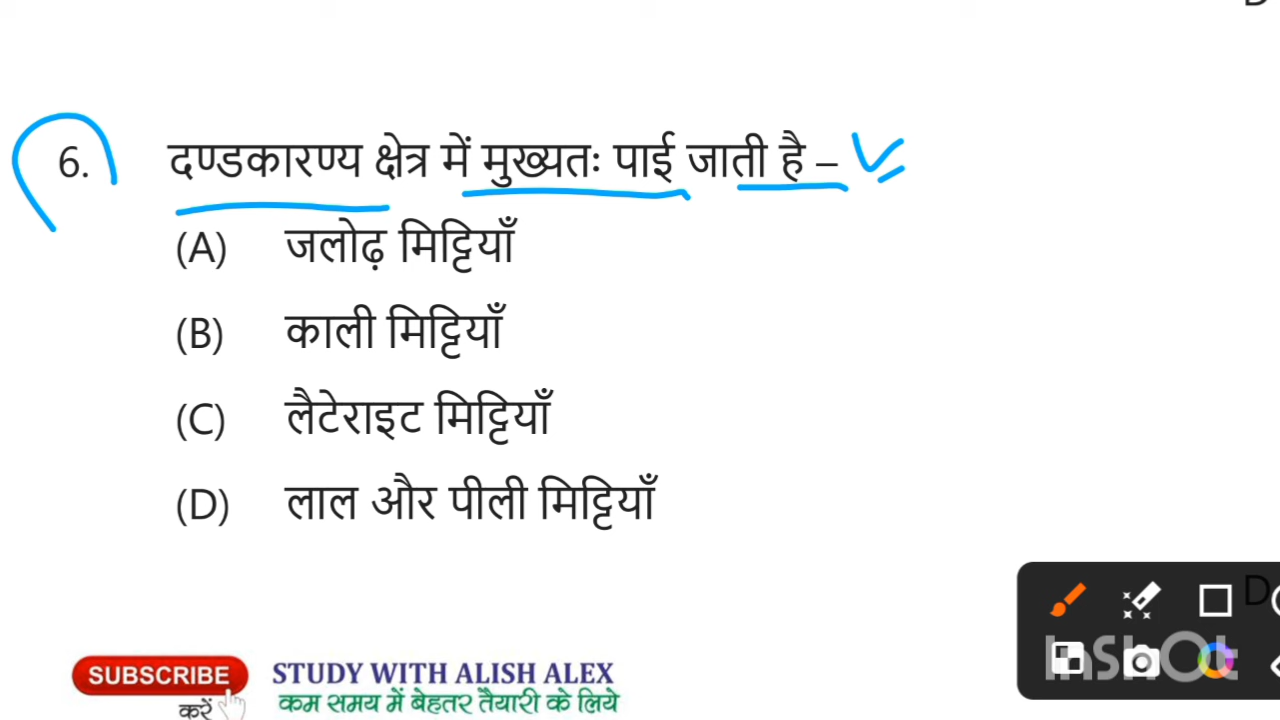 6. दण्डकारण्य क्षेत्र में मुख्यतः पाई जाती है –
(A) जलोढ़ मिट्टियाँ
(B) काली मिट्टियाँ
(C) लैटेराइट मिट्टियाँ
(D) लाल और पीली मिट्टियाँ
D
SUBSCRIBE
करें
STUDY WITH ALISH ALEX
कम समय में बेहतर तैयारी के लिये
InShOt